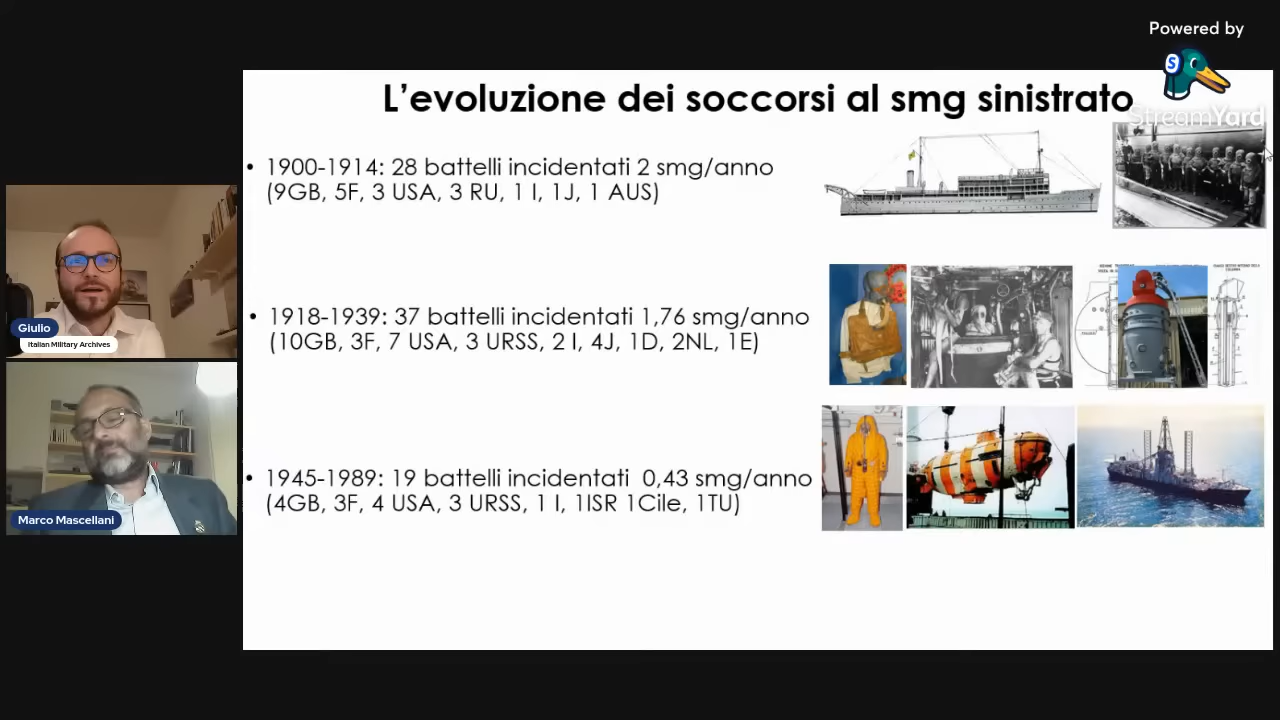 Powered by
StreamYard
L'evoluzione dei soccorsi al smg sinistrato
• 1900-1914: 28 battelli incidentati 2 smg/anno
(9GB, 5F, 3 USA, 3 RU, 1 I, 1J, 1 AUS)
• 1918-1939: 37 battelli incidentati 1,76 smg/anno
(10GB, 3F, 7 USA, 3 URSS, 2 I, 4J, 1D, 2NL, 1E)
• 1945-1989: 19 battelli incidentati 0,43 smg/anno
(4GB, 3F, 4 USA, 3 URSS, 1 I, 1ISR 1Cile, 1TU)
Giulio
Italian Military Archives
Marco Mascellani